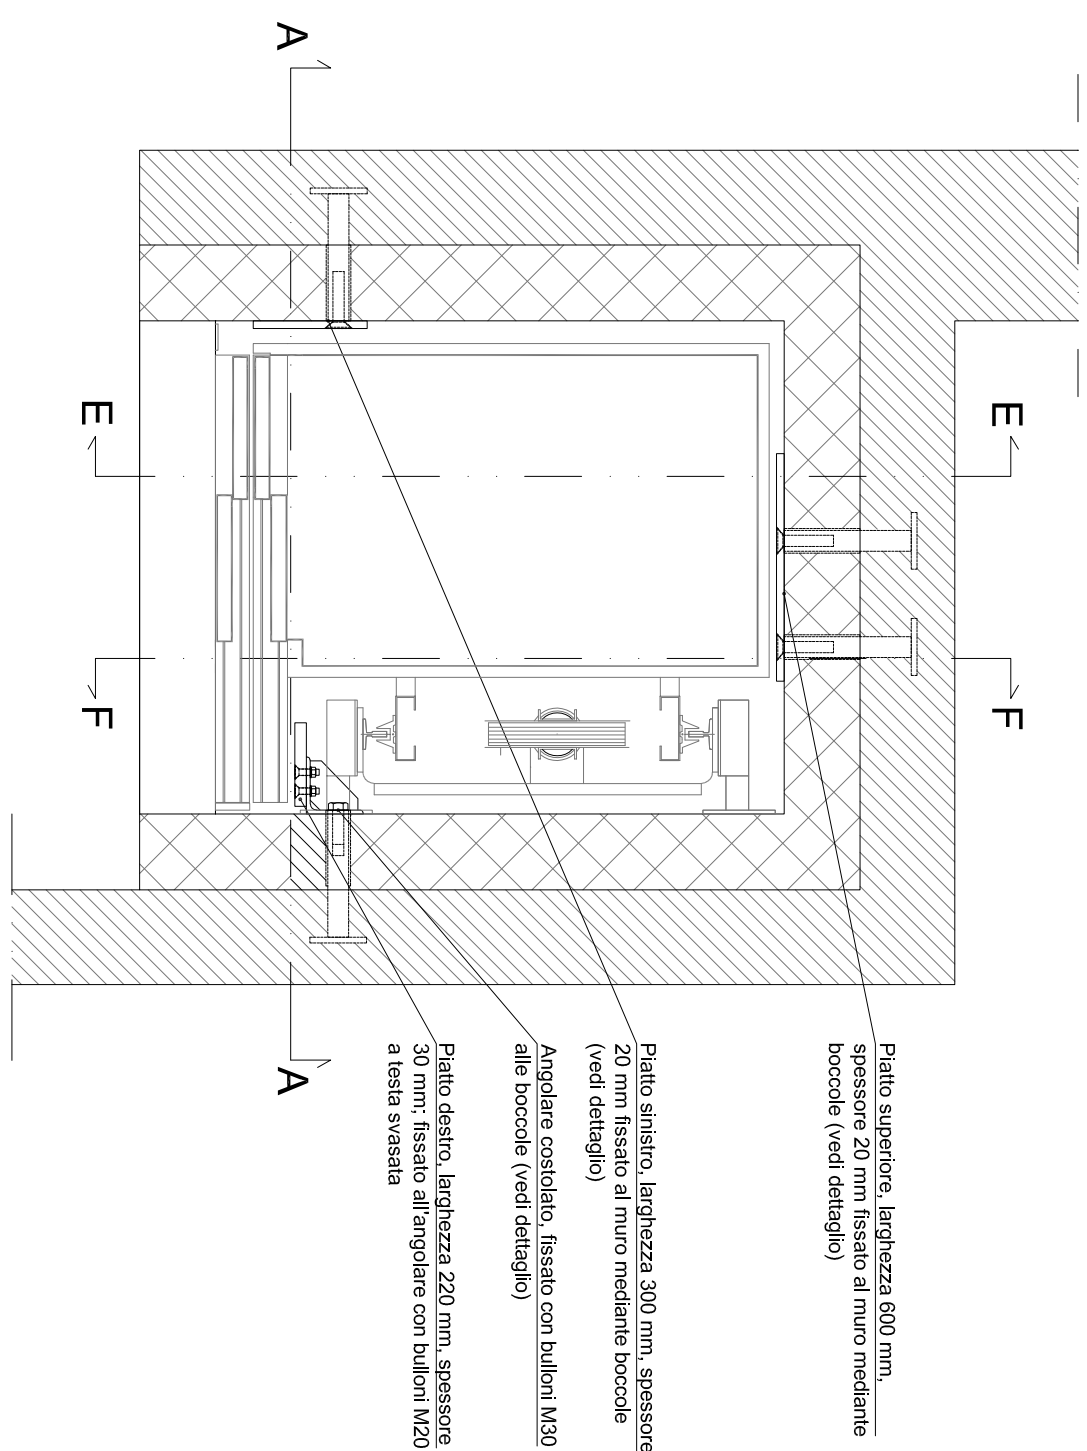 A
E
E
F
F
A
Piatto superiore, larghezza 600 mm,
spessore 20 mm fissato al muro mediante
boccole (vedi dettaglio)
Piatto sinistro, larghezza 300 mm, spessore
20 mm fissato al muro mediante boccole
(vedi dettaglio)
Angolare costolato, fissato con bulloni M30
alle boccole (vedi dettaglio)
Piatto destro, larghezza 220 mm, spessore
30 mm; fissato all'angolare con bulloni M20
a testa svasata